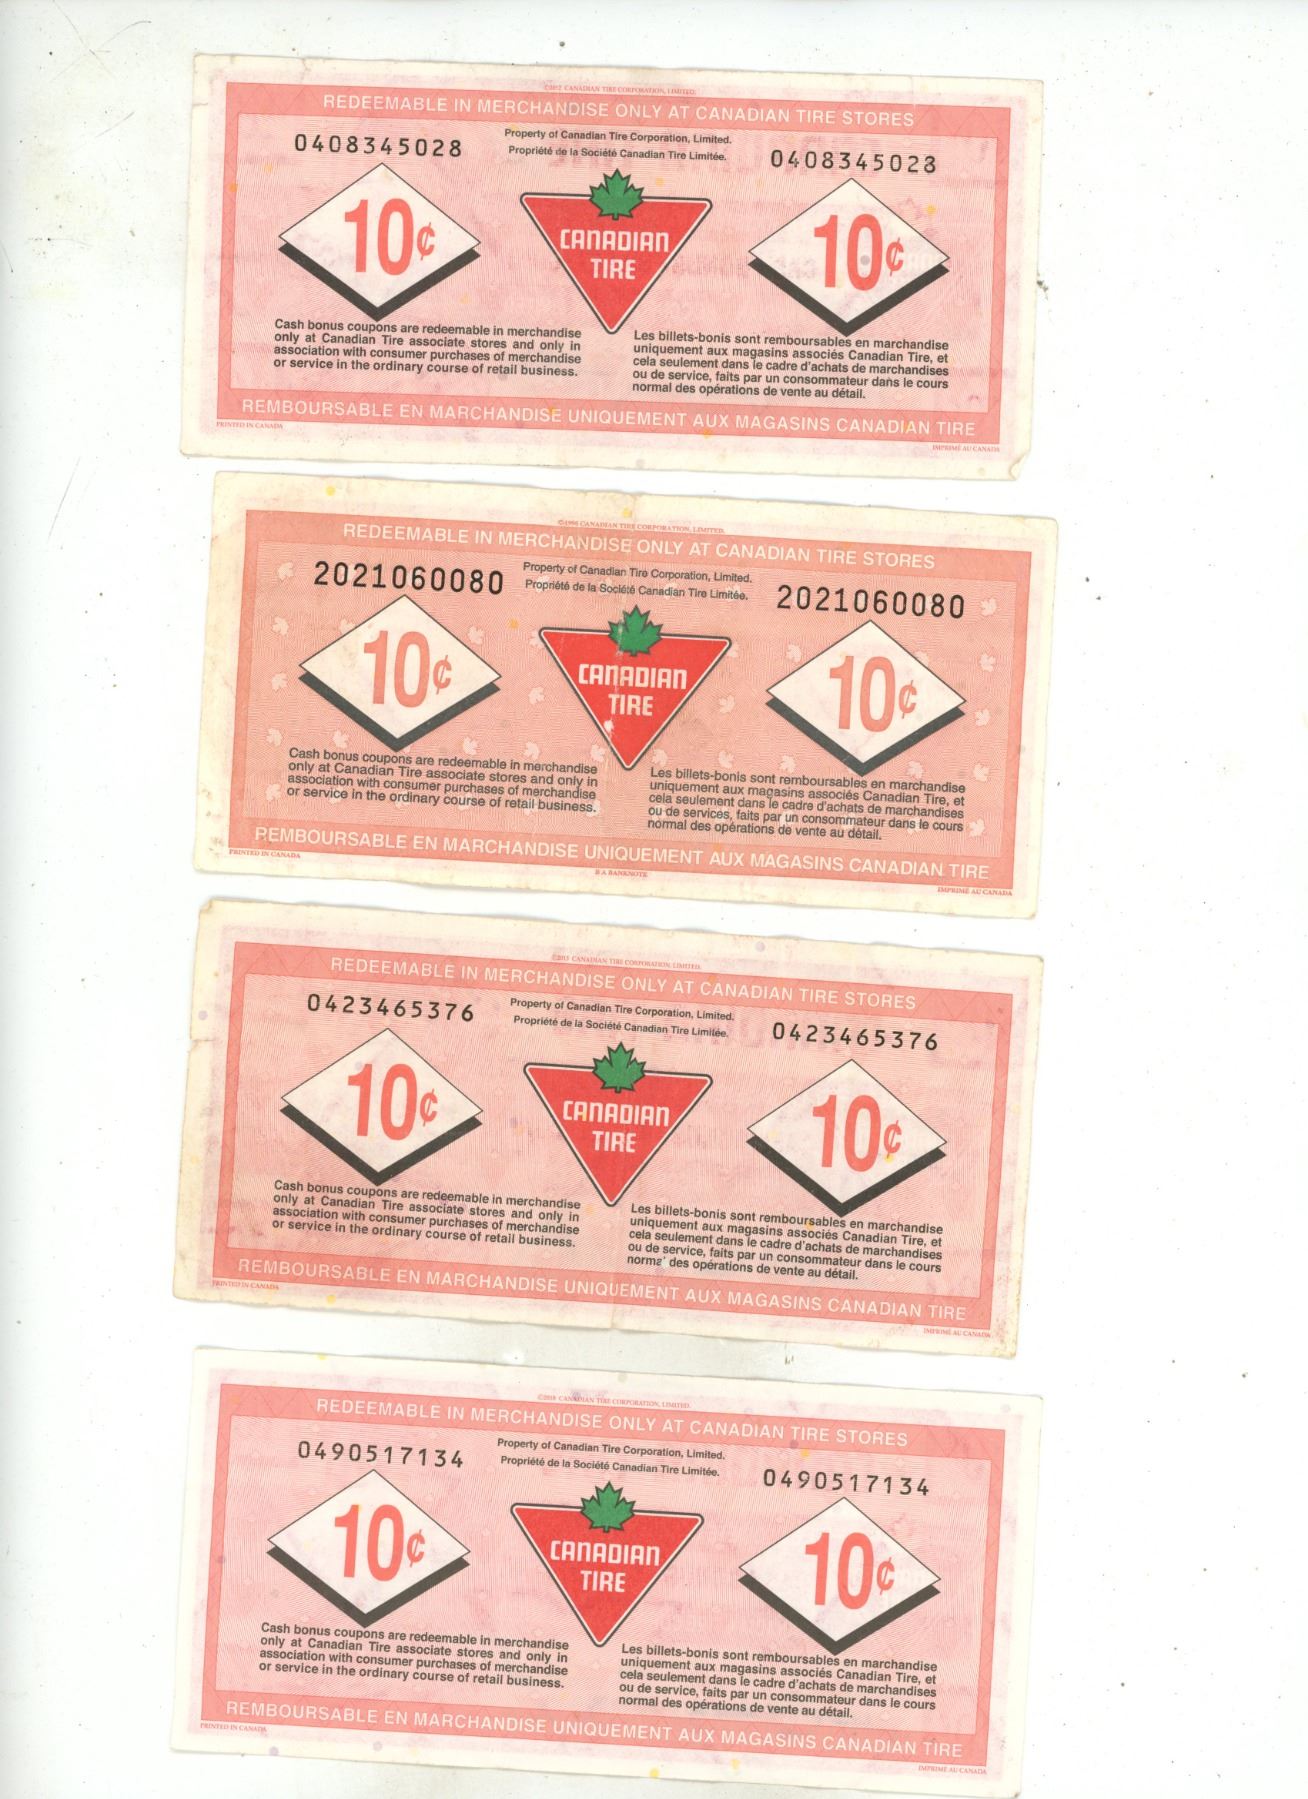 ©2012 CANADIAN TIRE CORPORATION, LIMITED.
REDEEMABLE IN MERCHANDISE ONLY AT CANADIAN TIRE STORES
0408345028
Property of Canadian Tire Corporation, Limited.
Propriété de la Société Canadian Tire Limitée.
0408345028
10¢
CANADIAN
TIRE
10¢
Cash bonus coupons are redeemable in merchandise
only at Canadian Tire associate stores and only in
association with consumer purchases of merchandise
or service in the ordinary course of retail business.
Les billets-bonis sont remboursables en marchandise
uniquement aux magasins associés Canadian Tire, et
cela seulement dans le cadre d'achats de marchandises
ou de service, faits par un consommateur dans le cours
normal des opérations de vente au détail.
REMBOURSABLE EN MARCHANDISE UNIQUEMENT AUX MAGASINS CANADIAN TIRE
PRINTED IN CANADA
IMPRIMÉ AU CANADA
©1996 CANADIAN TIRE CORPORATION, LIMITED.
REDEEMABLE IN MERCHANDISE ONLY AT CANADIAN TIRE STORES
2021060080
Property of Canadian Tire Corporation, Limited.
Propriété de la Société Canadian Tire Limitée.
2021060080
10¢
CANADIAN
TIRE
10¢
Cash bonus coupons are redeemable in merchandise
only at Canadian Tire associate stores and only in
association with consumer purchases of merchandise
or service in the ordinary course of retail business.
Les billets-bonis sont remboursables en marchandise
uniquement aux magasins associés Canadian Tire, et
cela seulement dans le cadre d'achats de marchandises
ou de services, faits par un consommateur dans le cours
normal des opérations de vente au détail.
REMBOURSABLE EN MARCHANDISE UNIQUEMENT AUX MAGASINS CANADIAN TIRE
PRINTED IN CANADA
B A BANKNOTE
IMPRIMÉ AU CANADA
CANADIAN TIRE CORPORATION, LIMITED.
REDEEMABLE IN MERCHANDISE ONLY AT CANADIAN TIRE STORES
0423465376
Property of Canadian Tire Corporation, Limited.
Propriété de la Société Canadian Tire Limitée.
0423465376
10¢
CANADIAN
TIRE
10¢
Cash bonus coupons are redeemable in merchandise
only at Canadian Tire associate stores and only in
association with consumer purchases of merchandise
or service in the ordinary course of retail business.
Les billets-bonis sont remboursables en marchandise
uniquement aux magasins associés Canadian Tire, et
cela seulement dans le cadre d'achats de marchandises
ou de service, faits par un consommateur dans le cours
normal des opérations de vente au détail.
REMBOURSABLE EN MARCHANDISE UNIQUEMENT AUX MAGASINS CANADIAN TIRE
PRINTED IN CANADA
IMPRIMÉ AU CANADA
©2018 CANADIAN TIRE CORPORATION, LIMITED.
REDEEMABLE IN MERCHANDISE ONLY AT CANADIAN TIRE STORES
0490517134
Property of Canadian Tire Corporation, Limited.
Propriété de la Société Canadian Tire Limitée.
0490517134
10¢
CANADIAN
TIRE
10¢
Cash bonus coupons are redeemable in merchandise
only at Canadian Tire associate stores and only in
association with consumer purchases of merchandise
or service in the ordinary course of retail business.
Les billets-bonis sont remboursables en marchandise
uniquement aux magasins associés Canadian Tire, et
cela seulement dans le cadre d'achats de marchandises
ou de service, faits par un consommateur dans le cours
normal des opérations de vente au détail.
REMBOURSABLE EN MARCHANDISE UNIQUEMENT AUX MAGASINS CANADIAN TIRE
PRINTED IN CANADA
IMPRIMÉ AU CANADA